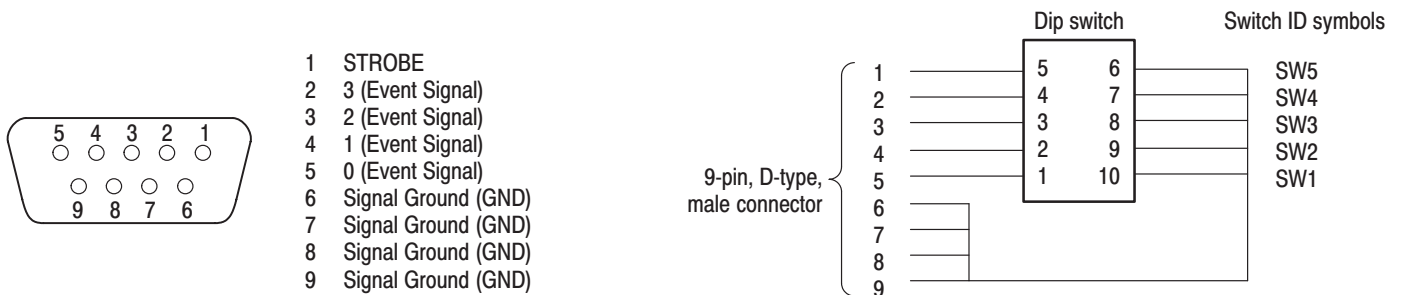 5 4 3 2 1
9 8 7 6
1 STROBE
2 3 (Event Signal)
3 2 (Event Signal)
4 1 (Event Signal)
5 0 (Event Signal)
6 Signal Ground (GND)
7 Signal Ground (GND)
8 Signal Ground (GND)
9 Signal Ground (GND)
Dip switch
Switch ID symbols
9-pin, D-type,
male connector
1 5 6 SW5
2 4 7 SW4
3 3 8 SW3
4 2 9 SW2
5 1 10 SW1
6
7
8
9